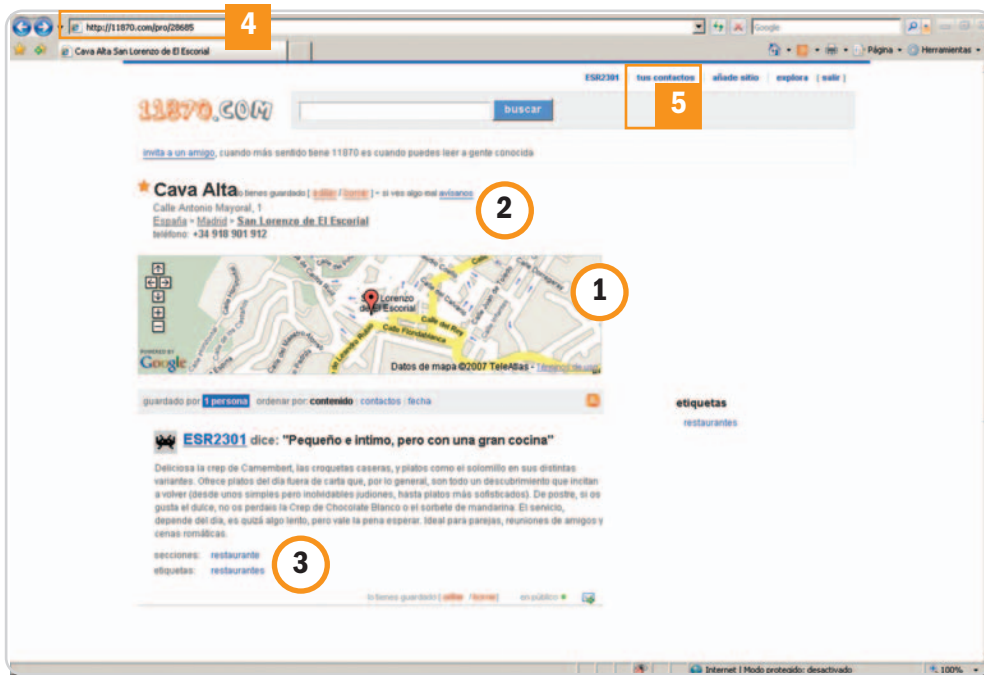 4
http://11870.com/pro/28685
Google
Cava Alta San Lorenzo de El Escorial
Página
Herramientas
ESR2301 tus contactos | añade sitio | explora | [ salir ]
5
11870.COM
buscar
invita a un amigo, cuando más sentido tiene 11870 es cuando puedes leer a gente conocida
Cava Alta lo tienes guardado [ editar / borrar ] - si ves algo mal avísanos
2
Calle Antonio Mayoral, 1
España » Madrid » San Lorenzo de El Escorial
teléfono: +34 918 901 912
1
San Lorenzo
de El Escorial
Calle del Rey
Calle Floridablanca
POWERED BY
Google
Datos de mapa ©2007 TeleAtlas - Términos de uso
guardado por 1 persona ordenar por: contenido | contactos | fecha
etiquetas
restaurantes
ESR2301 dice: "Pequeño e intimo, pero con una gran cocina"
Deliciosa la crep de Camembert, las croquetas caseras, y platos como el solomillo en sus distintas
variantes. Ofrece platos del día fuera de carta que, por lo general, son todo un descubrimiento que incitan
a volver (desde unos simples pero inolvidables judiones, hasta platos más sofisticados). De postre, si os
gusta el dulce, no os perdais la Crep de Chocolate Blanco o el sorbete de mandarina. El servicio,
depende del día, es quizá algo lento, pero vale la pena esperar. Ideal para parejas, reuniones de amigos y
cenas romáticas.
secciones: restaurante
etiquetas: restaurantes
3
lo tienes guardado [ editar / borrar ] en público
Internet | Modo protegido: desactivado
100%